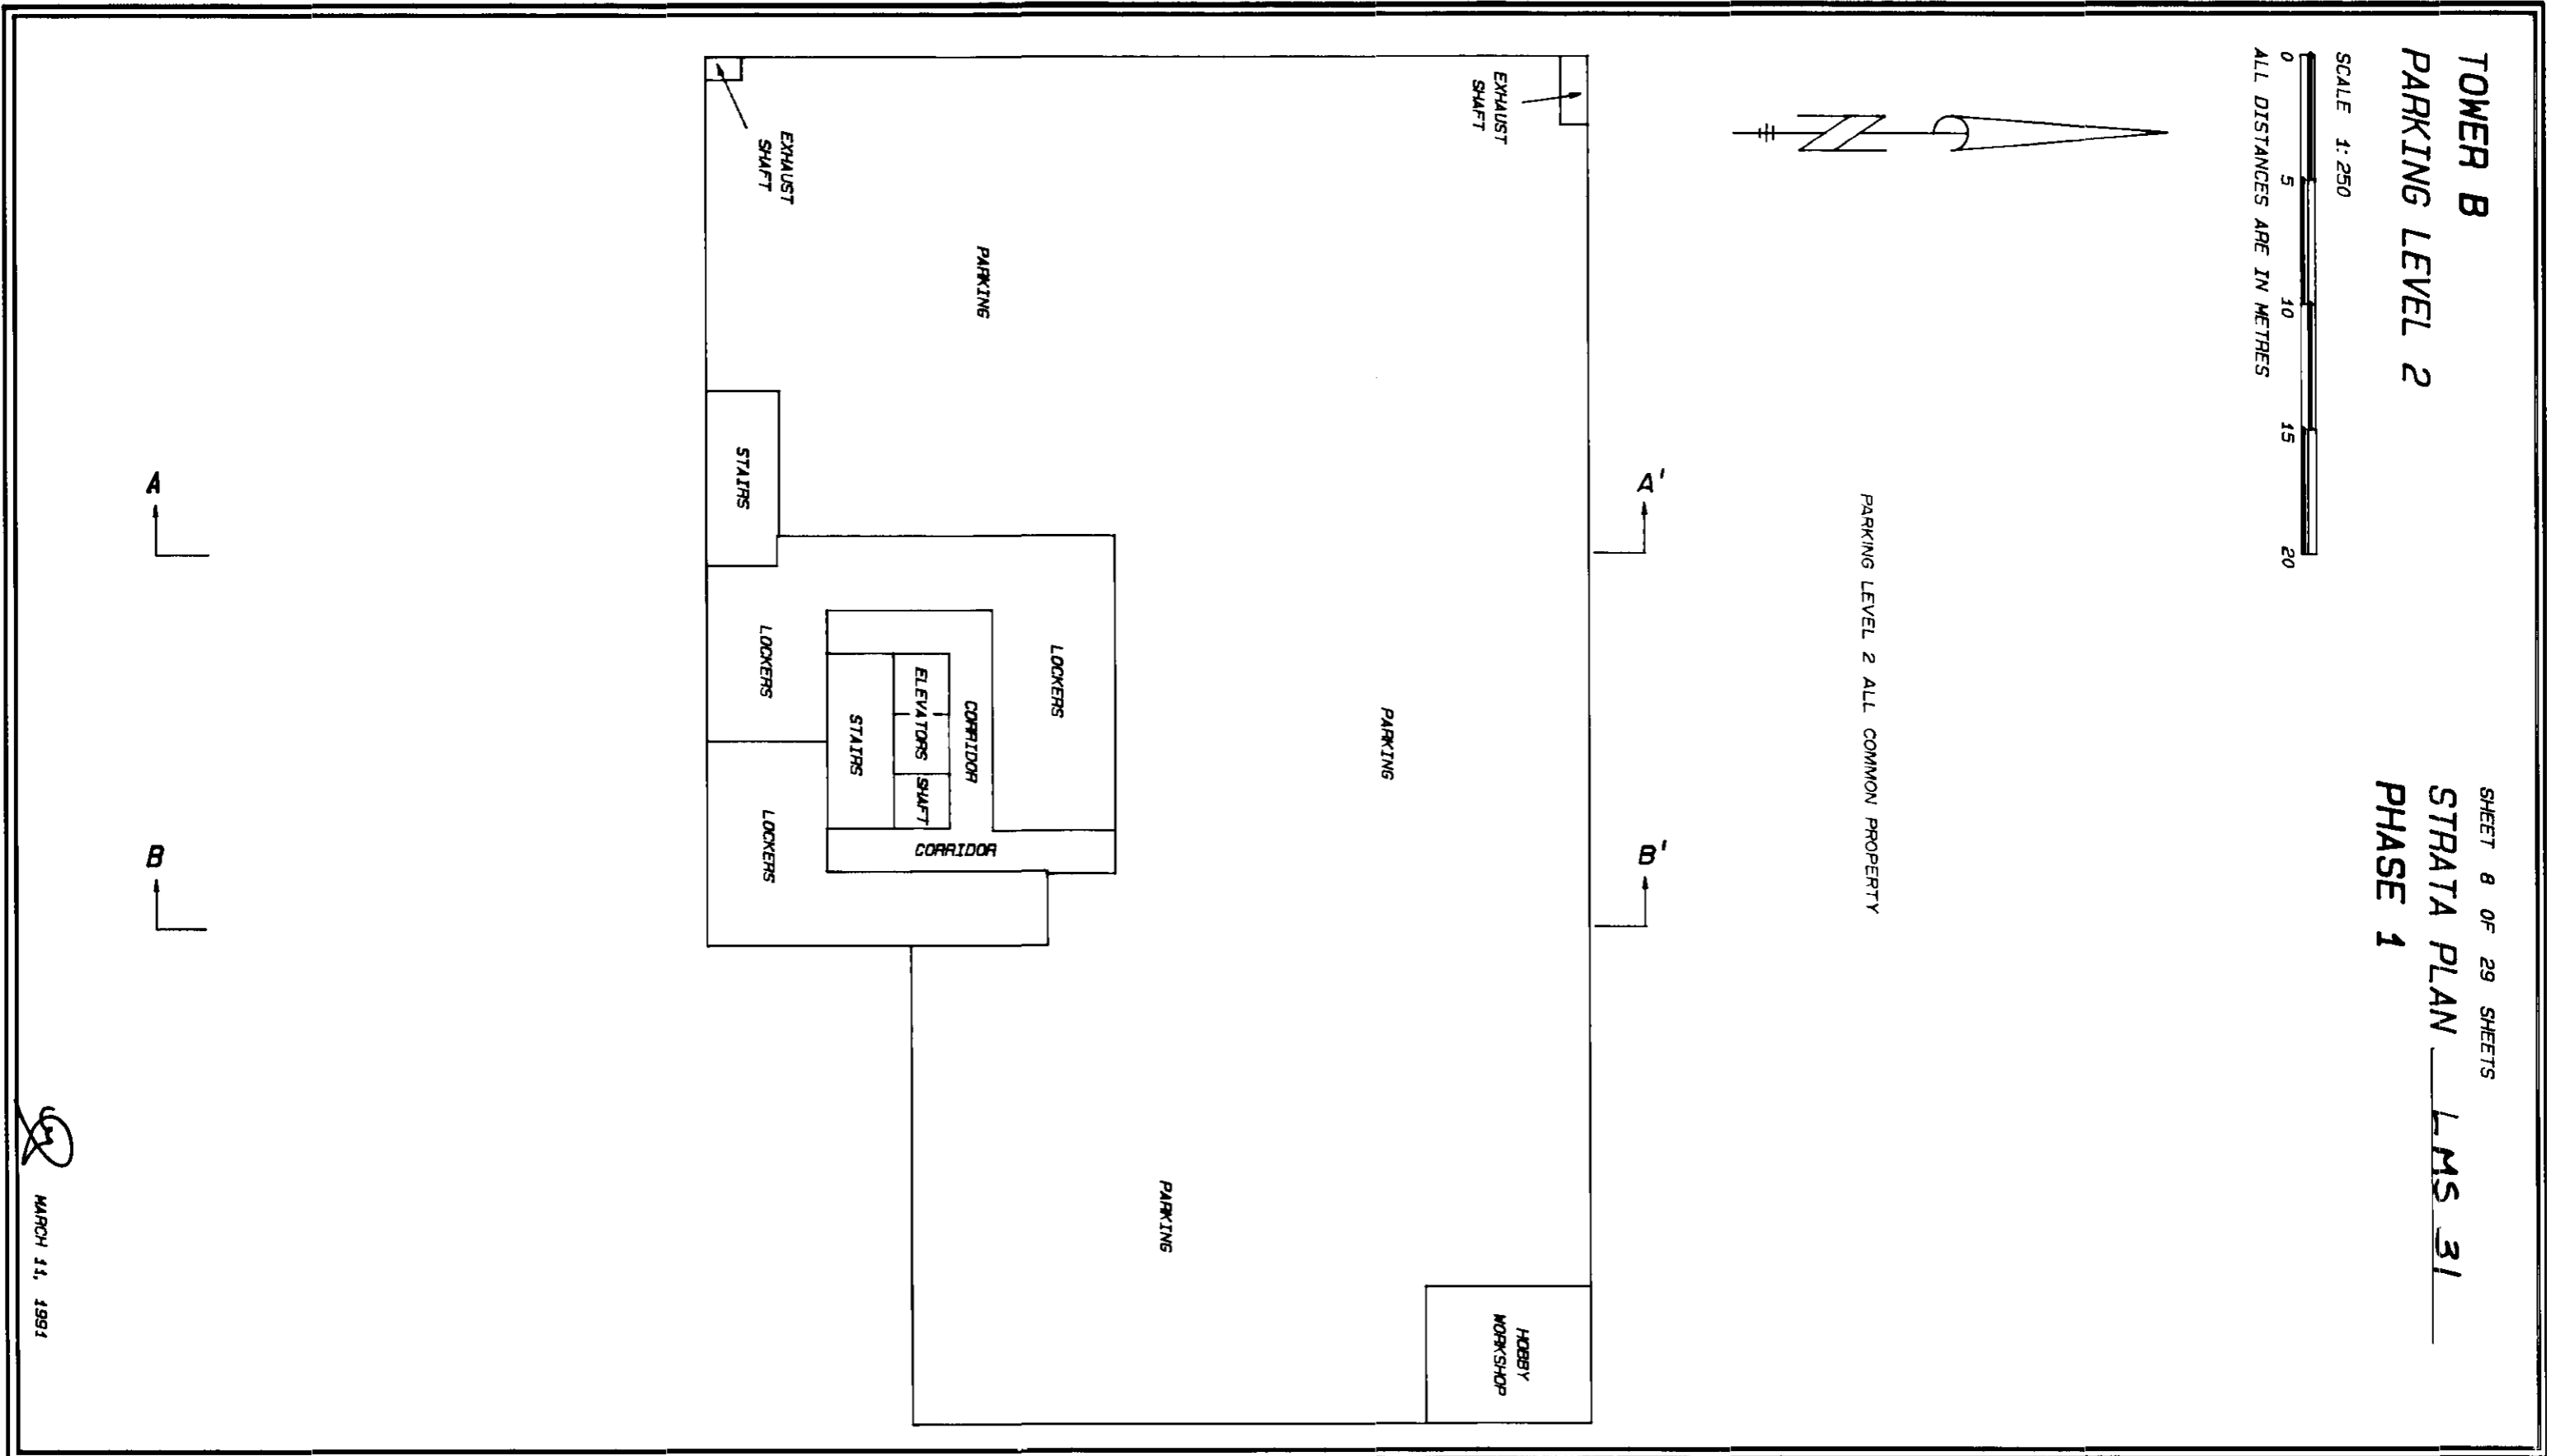 SHEET 8 OF 29 SHEETS
STRATA PLAN LMS 31
PHASE 1
TOWER B
PARKING LEVEL 2
SCALE 1:250
0 5 10 15 20
ALL DISTANCES ARE IN METRES
PARKING LEVEL 2 ALL COMMON PROPERTY
A'
B'
EXHAUST
SHAFT
HOBBY
WORKSHOP
PARKING
PARKING
LOCKERS
PARKING
CORRIDOR
CORRIDOR
ELEVATORS
SHAFT
STAIRS
LOCKERS
LOCKERS
STAIRS
EXHAUST
SHAFT
A
B
MARCH 11, 1991